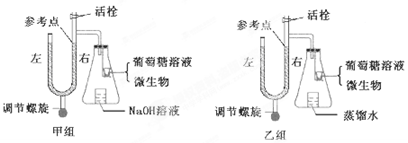 活栓
参考点
左
右
葡萄糖溶液
微生物
调节螺旋
NaOH溶液
甲组
活栓
参考点
左
右
葡萄糖溶液
微生物
调节螺旋
蒸馏水
乙组